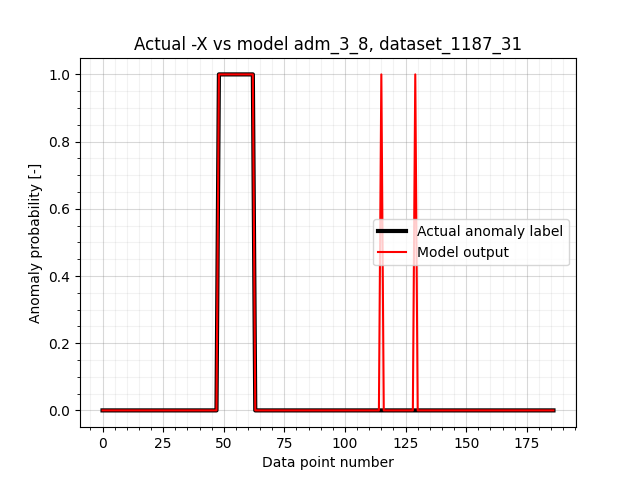 Actual -X vs model adm_3_8, dataset_1187_31
Anomaly probability [-]
1.0
0.8
0.6
0.4
0.2
0.0
Actual anomaly label
Model output
0 25 50 75 100 125 150 175
Data point number